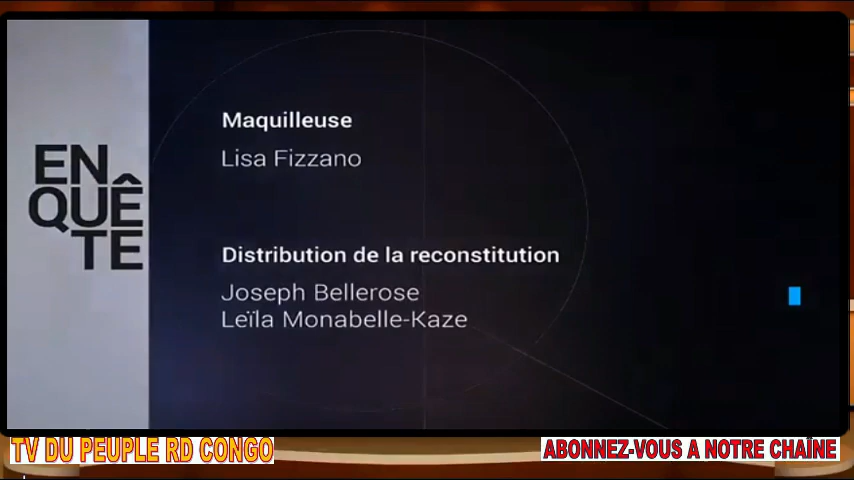 EN
QUÊ
TE
Maquilleuse
Lisa Fizzano
Distribution de la reconstitution
Joseph Bellerose
Leïla Monabelle-Kaze
TV DU PEUPLE RD CONGO
ABONNEZ-VOUS A NOTRE CHAÎNE